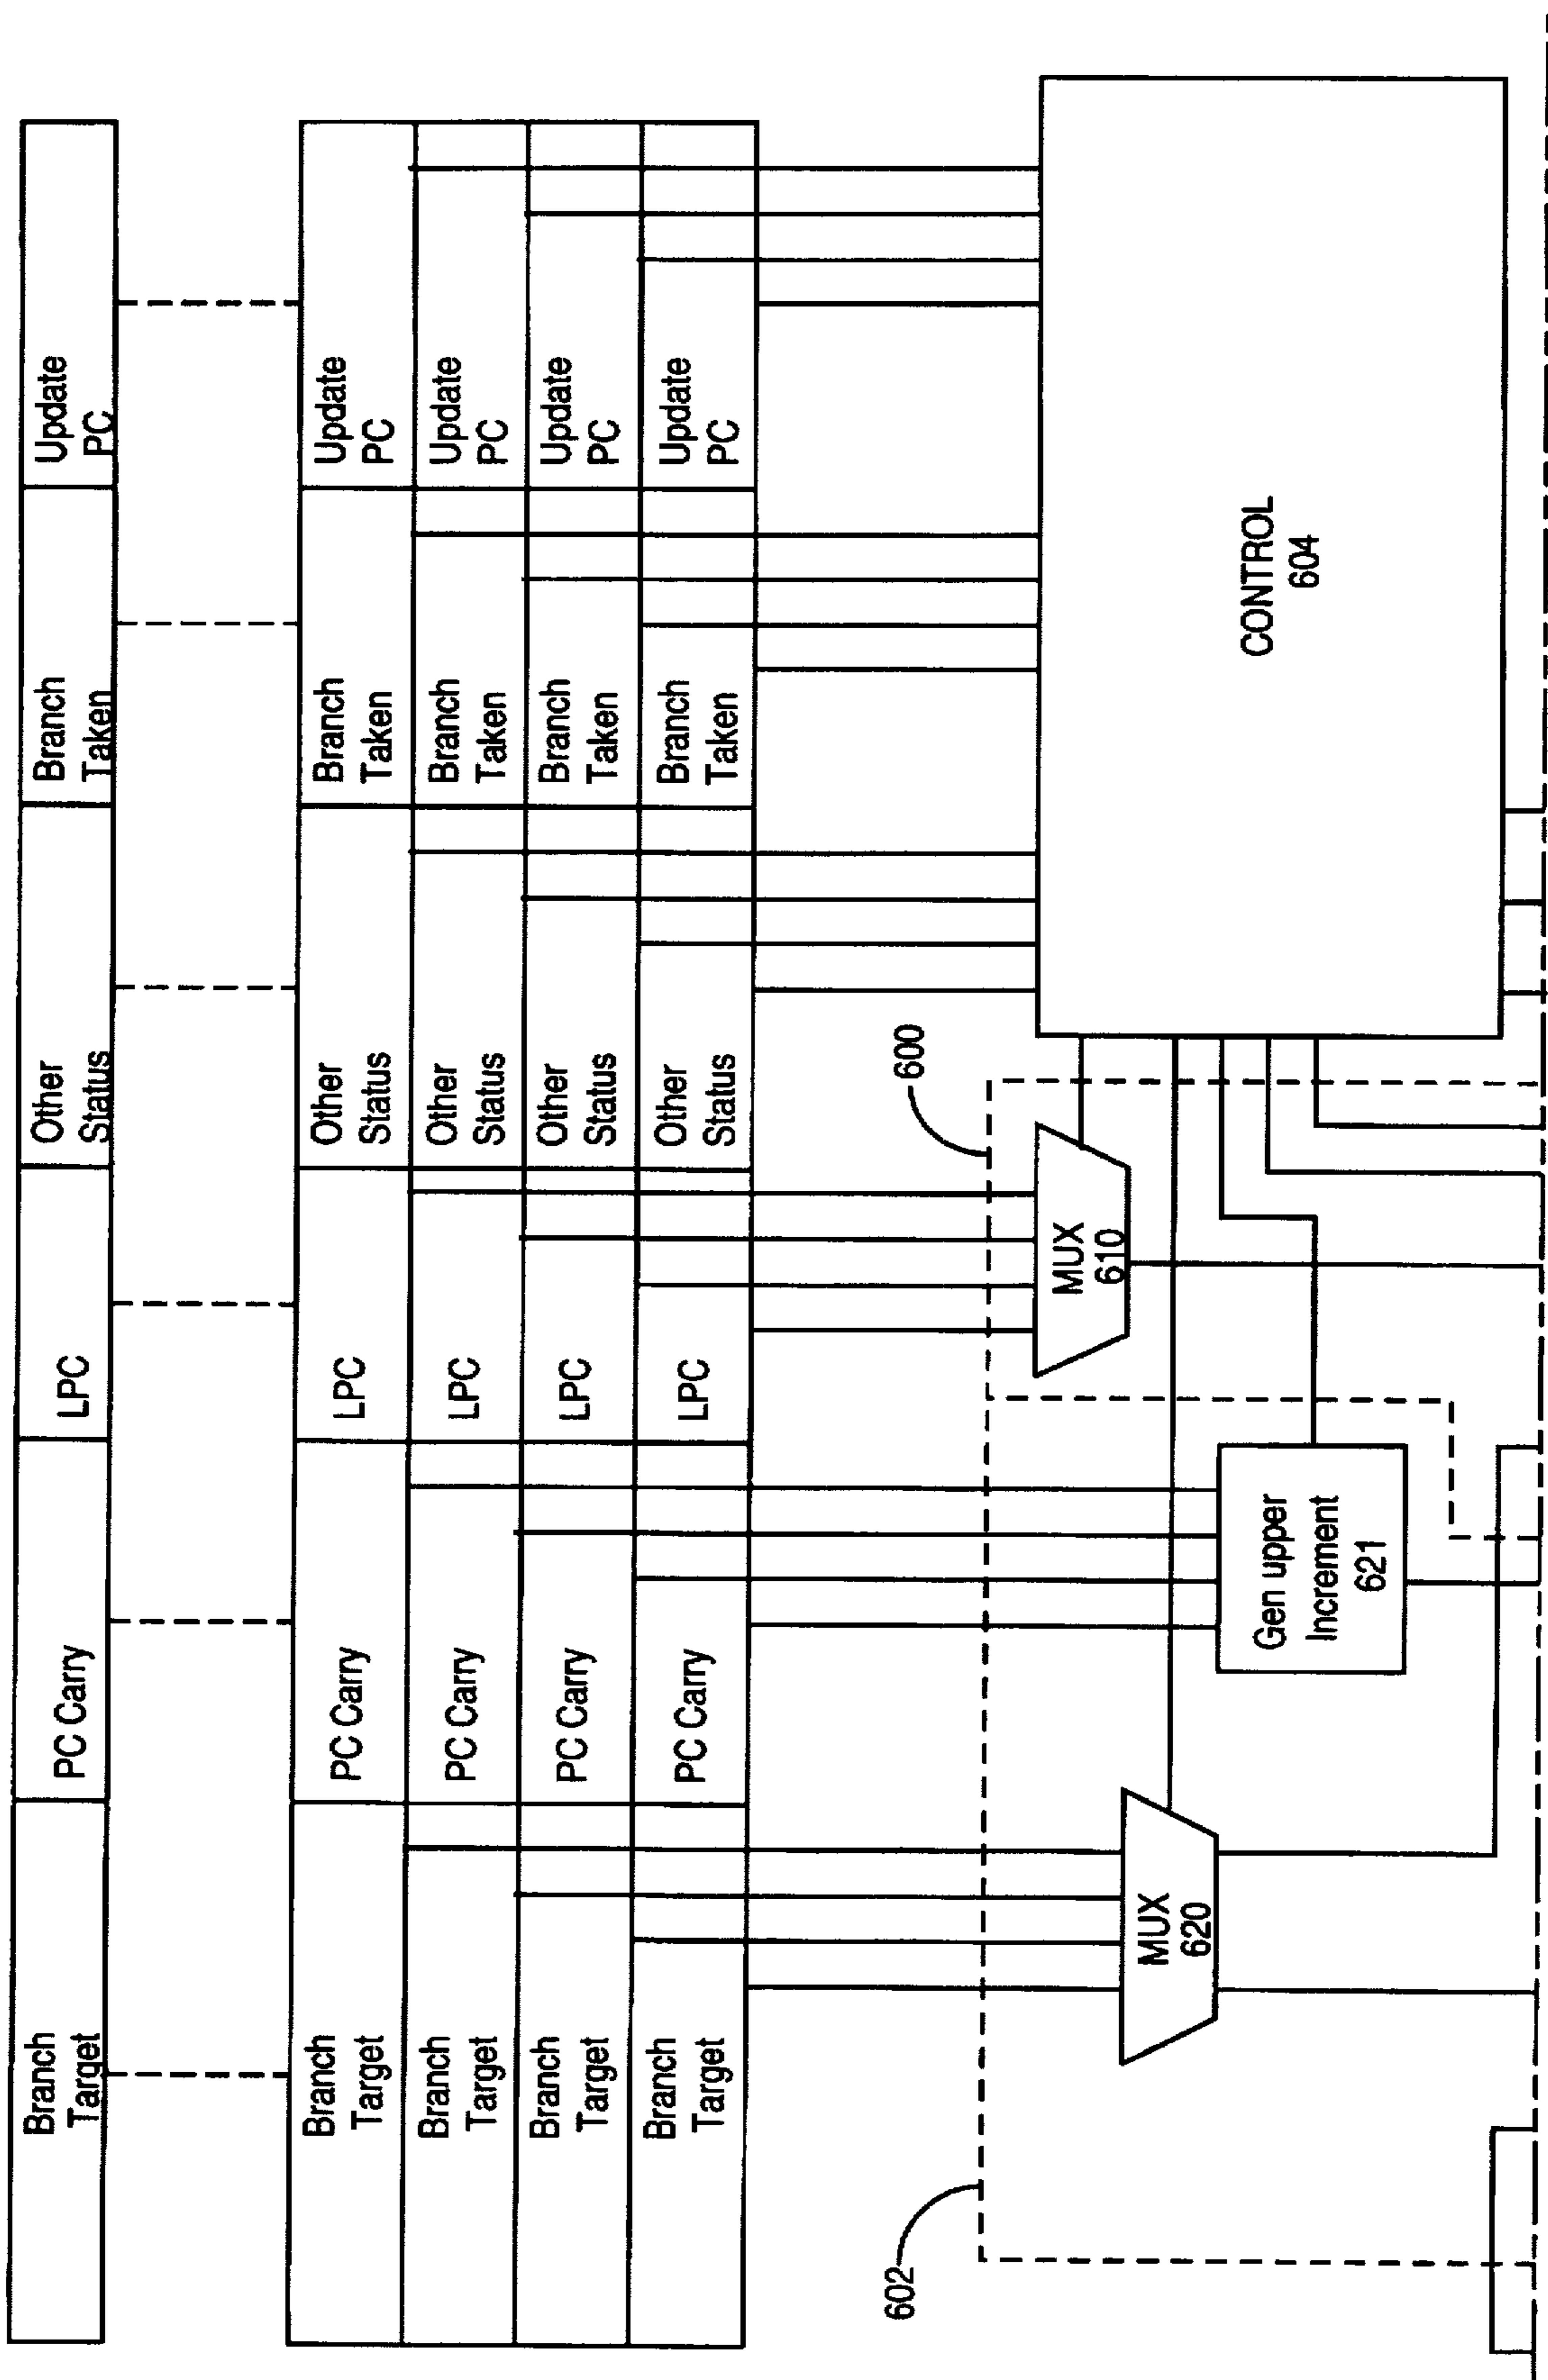 Branch
Target
PC Carry
LPC
Other
Status
Branch
Taken
Update
PC
Branch
Target
PC Carry
LPC
Other
Status
Branch
Taken
Update
PC
Branch
Target
PC Carry
LPC
Other
Status
Branch
Taken
Update
PC
Branch
Target
PC Carry
LPC
Other
Status
Branch
Taken
Update
PC
Branch
Target
PC Carry
LPC
Other
Status
Branch
Taken
Update
PC
602
600
MUX
620
Gen upper
Increment
621
MUX
610
CONTROL
604